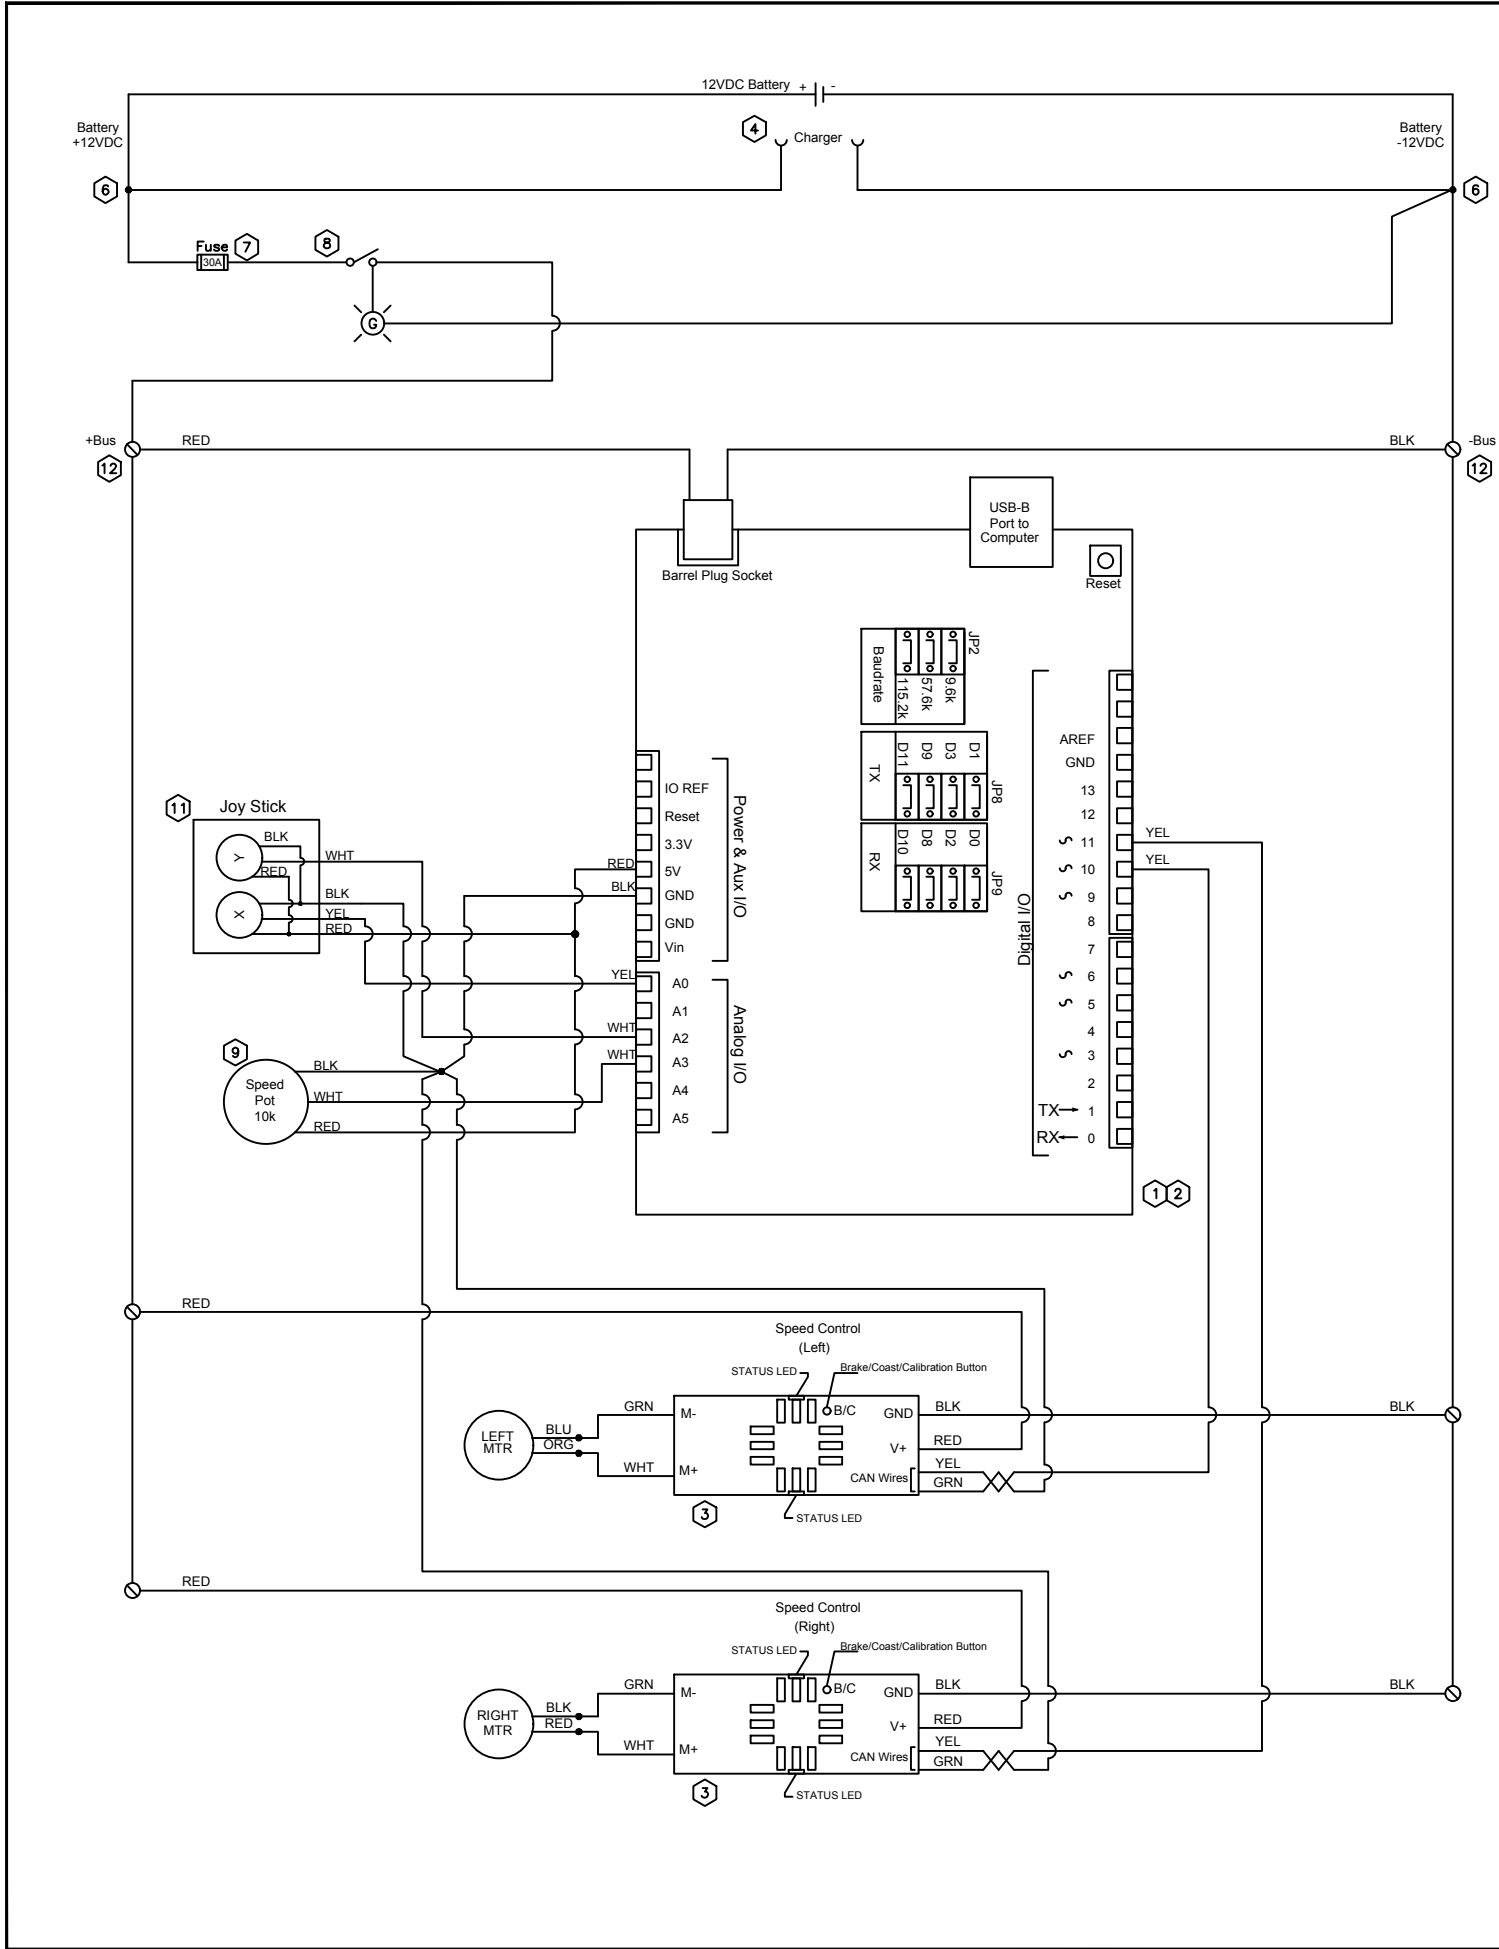 12VDC Battery + -
Battery
+12VDC
4
Charger
Battery
-12VDC
6
6
Fuse
7
30A
8
G
+Bus
12
RED
BLK
-Bus
12
USB-B
Port to
Computer
Barrel Plug Socket
Reset
JP2
Baudrate
9.6k
57.6k
115.2k
TX
D1
D3
D9
D11
JP8
RX
D0
D2
D8
D10
JP9
11
Joy Stick
Y
BLK
RED
X
WHT
BLK
YEL
RED
RED
BLK
YEL
WHT
WHT
IO REF
Reset
3.3V
5V
GND
GND
Vin
Power & Aux I/O
A0
A1
A2
A3
A4
A5
Analog I/O
9
Speed
Pot
10k
BLK
WHT
RED
Digital I/O
AREF
GND
13
12
11
10
9
8
7
6
5
4
3
2
TX 1
RX 0
YEL
YEL
1
2
RED
Speed Control
(Left)
STATUS LED
Brake/Coast/Calibration Button
B/C
LEFT
MTR
BLU
ORG
GRN
WHT
M-
M+
GND
V+
CAN Wires
BLK
RED
YEL
GRN
BLK
3
STATUS LED
RED
Speed Control
(Right)
STATUS LED
Brake/Coast/Calibration Button
B/C
RIGHT
MTR
BLK
RED
GRN
WHT
M-
M+
GND
V+
CAN Wires
BLK
RED
YEL
GRN
BLK
3
STATUS LED